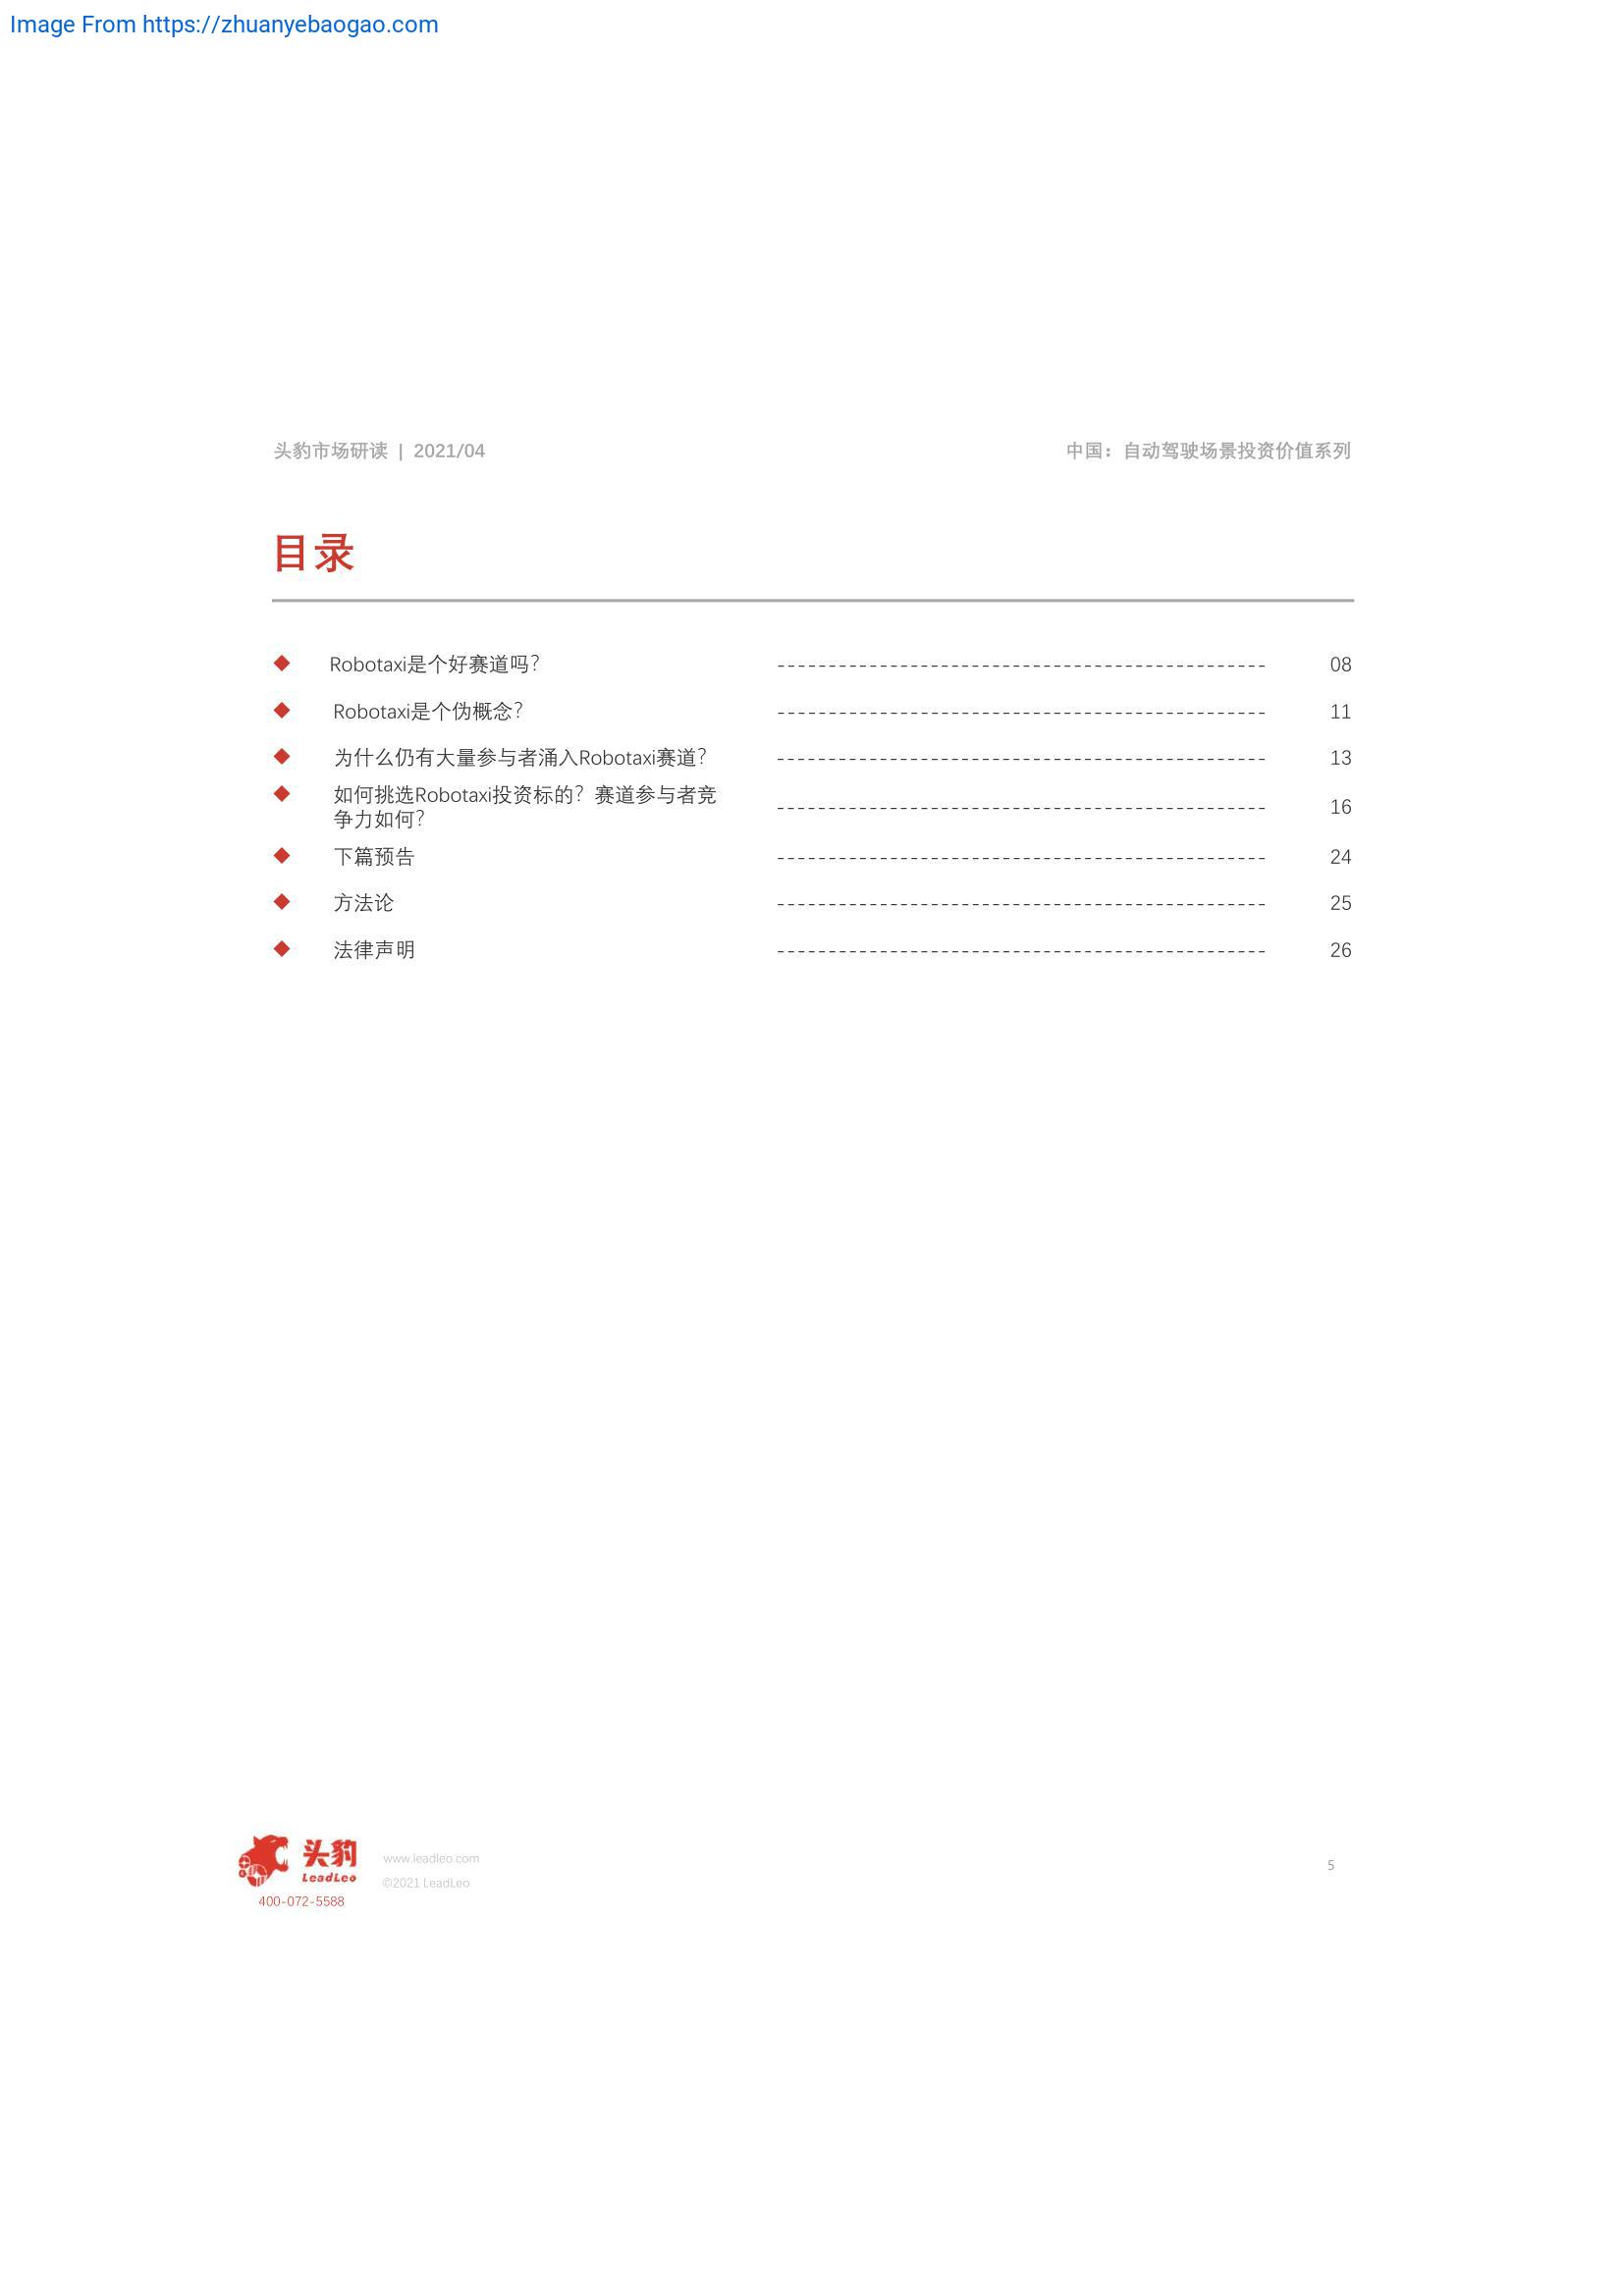 Image From https://zhuanyebaogao.com
头豹市场研读 | 2021/04
中国：自动驾驶场景投资价值系列
目录
Robotaxi是个好赛道吗？ ------------------------------------------------ 08
Robotaxi是个伪概念？ ------------------------------------------------ 11
为什么仍有大量参与者涌入Robotaxi赛道？ ------------------------------------------------ 13
如何挑选Robotaxi投资标的？赛道参与者竞
争力如何？ ------------------------------------------------ 16
下篇预告 ------------------------------------------------ 24
方法论 ------------------------------------------------ 25
法律声明 ------------------------------------------------ 26
头豹
LeadLeo
400-072-5588
www.leadleo.com
©2021 LeadLeo
5